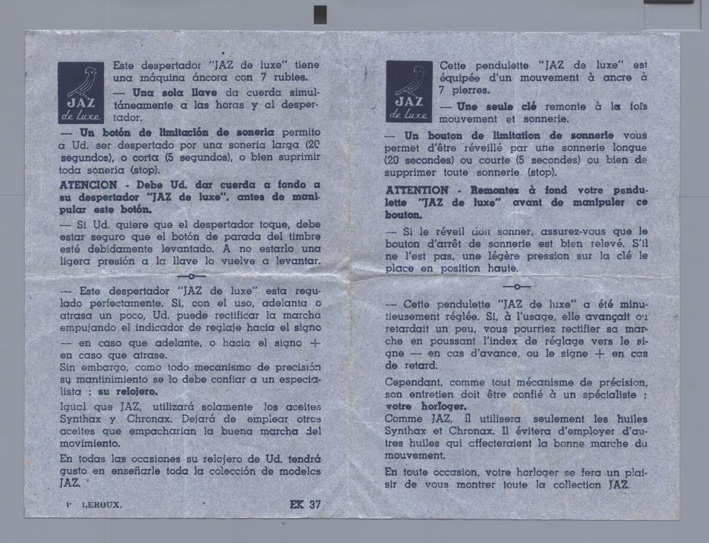 JAZ
de Luxe
Este despertador "JAZ de luxe" tiene
una máquina áncora con 7 rubies.
— Una sola llave da cuerda simul-
táneamente a las horas y al desper-
tador.
— Un botón de limitación de soneria permito
a Ud. ser despertado por una soneria larga (20
segundos), o corta (5 segundos), o bien suprimir
toda soneria (stop).
ATENCION - Debe Ud. dar cuerda a fondo a
su despertador "JAZ de luxe", antes de mani-
pular este botón.
— Si Ud. quiere que el despertador toque, debe
estar seguro que el botón de parada del timbre
esté debidamente levantado. A no estarlo una
ligera presión a la llave lo vuelve a levantar.
— Este despertador "JAZ de luxe" esta regu-
lado perfectamente. Si, con el uso, adelanta o
atrasa un poco, Ud. puede rectificar la marcha
empujando el indicador de reglaje hacia el signo
— en caso que adelante, o hacia el signo +
en caso que atrase.
Sin embargo, como todo mecanismo de precisión
su mantinimiento se lo debe confiar a un especia-
lista : su relojero.
Igual que JAZ, utilizará solamente los aceites
Synthax y Chronax. Dejará de emplear otros
aceites que empacharian la buena marcha del
movimiento.
En todas las ocasiones su relojero de Ud. tendrá
gusto en enseñarle toda la colección de modelos
JAZ.
LEROUX. EK 37
JAZ
de Luxe
Cette pendulette "JAZ de luxe" est
équipée d'un mouvement à ancre à
7 pierres.
— Une seule clé remonte à la fois
mouvement et sonnerie.
— Un bouton de limitation de sonnerie vous
permet d'être réveillé par une sonnerie longue
(20 secondes) ou courte (5 secondes) ou bien de
supprimer toute sonnerie (stop).
ATTENTION - Remontez à fond votre pendu-
lette "JAZ de luxe" avant de manipuler ce
bouton.
— Si le réveil doit sonner, assurez-vous que le
bouton d'arrêt de sonnerie est bien relevé. S'il
ne l'est pas, une légère pression sur la clé le
place en position haute.
— Cette pendulette "JAZ de luxe" a été minu-
tieusement réglée. Si, à l'usage, elle avançait ou
retardait un peu, vous pourriez rectifier sa mar-
che en poussant l'index de réglage vers le si-
gne — en cas d'avance, ou le signe + en cas
de retard.
Cependant, comme tout mécanisme de précision,
son entretien doit être confié à un spécialiste :
votre horloger.
Comme JAZ, il utilisera seulement les huiles
Synthax et Chronax. Il évitera d'employer d'au-
tres huiles qui affecteraient la bonne marche du
mouvement.
En toute occasion, votre horloger se fera un plai-
sir de vous montrer toute la collection JAZ.